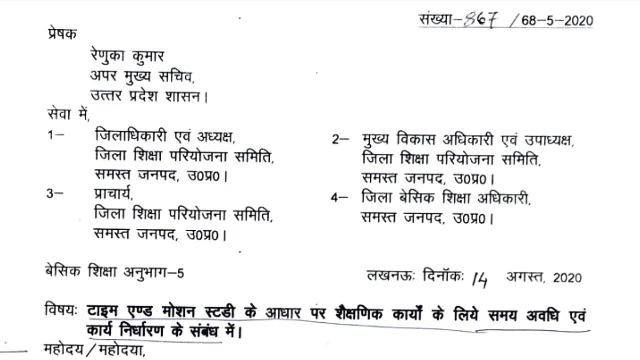 संख्या-867/68-5-2020
प्रेषक
रेणुका कुमार
अपर मुख्य सचिव,
उत्तर प्रदेश शासन।
सेवा में,
1— जिलाधिकारी एवं अध्यक्ष,
जिला शिक्षा परियोजना समिति,
समस्त जनपद, उ0प्र0।
2— मुख्य विकास अधिकारी एवं उपाध्यक्ष,
जिला शिक्षा परियोजना समिति,
समस्त जनपद, उ0प्र0।
3— प्राचार्य,
जिला शिक्षा परियोजना समिति,
समस्त जनपद, उ0प्र0।
4— जिला बेसिक शिक्षा अधिकारी,
समस्त जनपद, उ0प्र0।
बेसिक शिक्षा अनुभाग-5
लखनऊः दिनॉकः 14 अगस्त, 2020
विषयः टाइम एण्ड मोशन स्टडी के आधार पर शैक्षणिक कार्यों के लिये समय अवधि एवं
कार्य निर्धारण के संबंध में।
महोदय/महोदया,